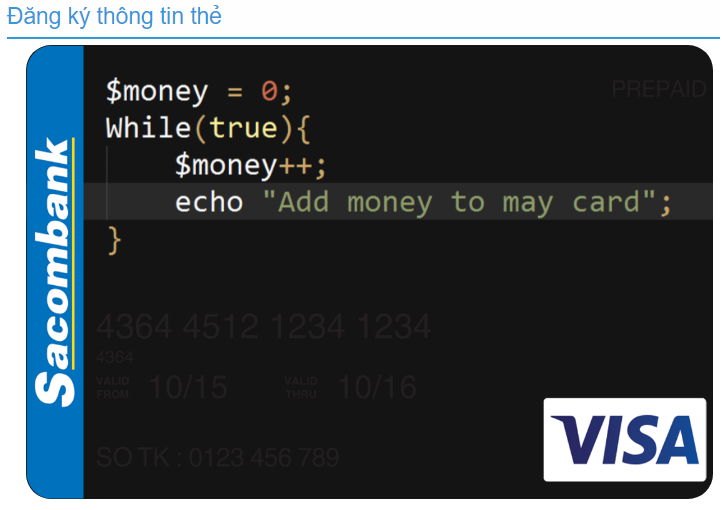 Đăng ký thông tin thẻ
Sacombank
PREPAID
$money = 0;
While(true){
$money++;
echo "Add money to may card";
}
4364 4512 1234 1234
4364
VALID FROM 10/15 VALID THRU 10/16
SO TK : 0123 456 789
VISA